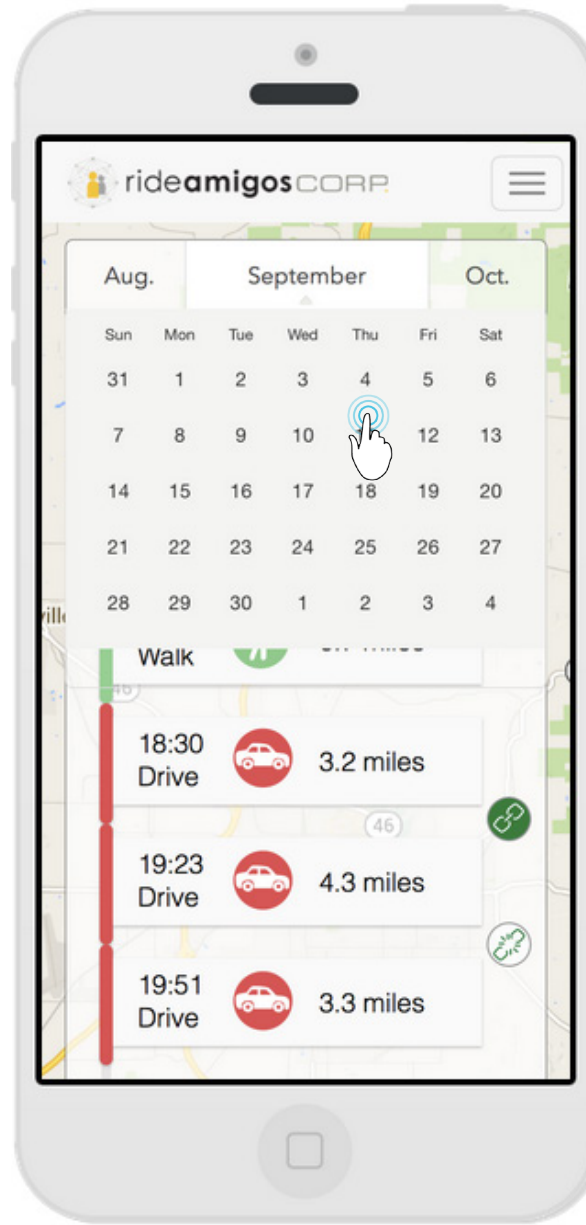 rideamigos CORP.
Aug. September Oct.
Sun Mon Tue Wed Thu Fri Sat
31 1 2 3 4 5 6
7 8 9 10 12 13
14 15 16 17 18 19 20
21 22 23 24 25 26 27
28 29 30 1 2 3 4
Walk miles
46
18:30
Drive
3.2 miles
46
19:23
Drive
4.3 miles
19:51
Drive
3.3 miles